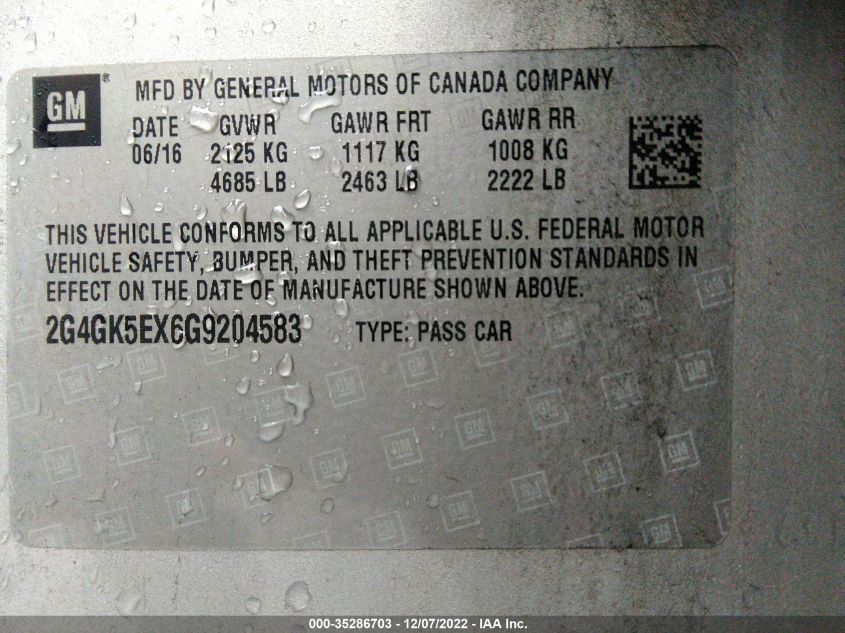 GM ®
MFD BY GENERAL MOTORS OF CANADA COMPANY
DATE GVWR GAWR FRT GAWR RR
06/16 2125 KG 1117 KG 1008 KG
4685 LB 2463 LB 2222 LB
THIS VEHICLE CONFORMS TO ALL APPLICABLE U.S. FEDERAL MOTOR
VEHICLE SAFETY, BUMPER, AND THEFT PREVENTION STANDARDS IN
EFFECT ON THE DATE OF MANUFACTURE SHOWN ABOVE.
2G4GK5EX6G9204583 TYPE: PASS CAR
000-35286703 - 12/07/2022 - IAA Inc.